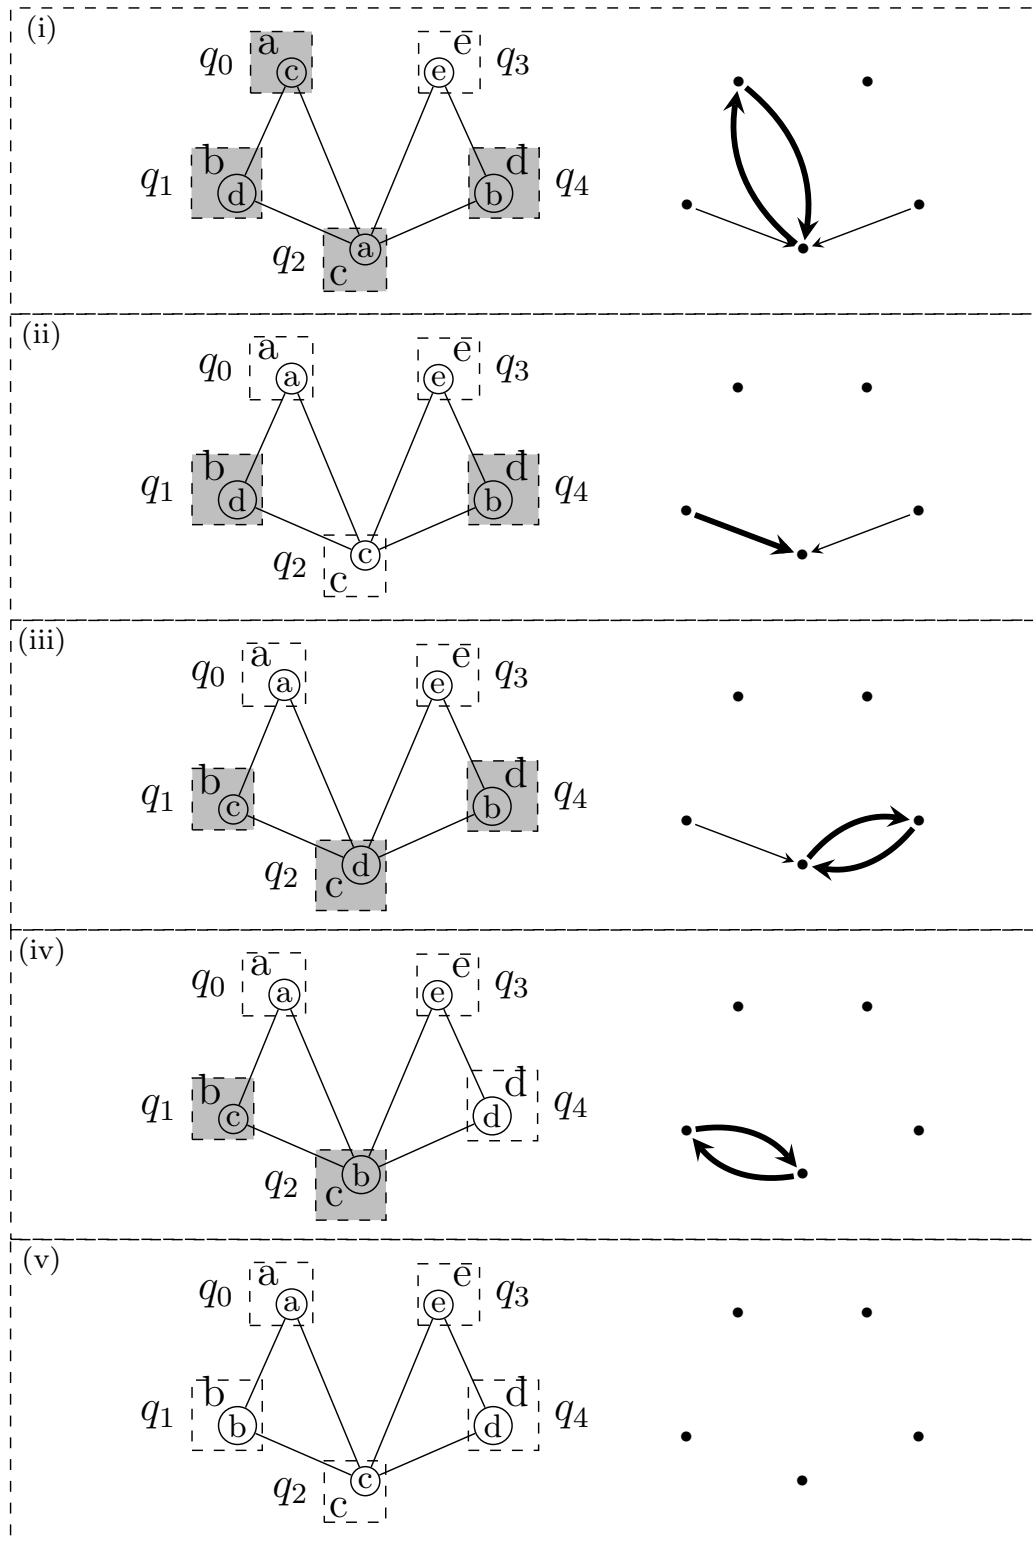 (i)
a e
q0 c e q3
b d
q1 d b q4
q2 a
c
(ii)
a e
q0 a e q3
b d
q1 d b q4
q2 c
c
(iii)
a e
q0 a e q3
b d
q1 c b q4
q2 d
c
(iv)
a e
q0 a e q3
b d
q1 c d q4
q2 b
c
(v)
a e
q0 a e q3
b d
q1 b d q4
q2 c
c